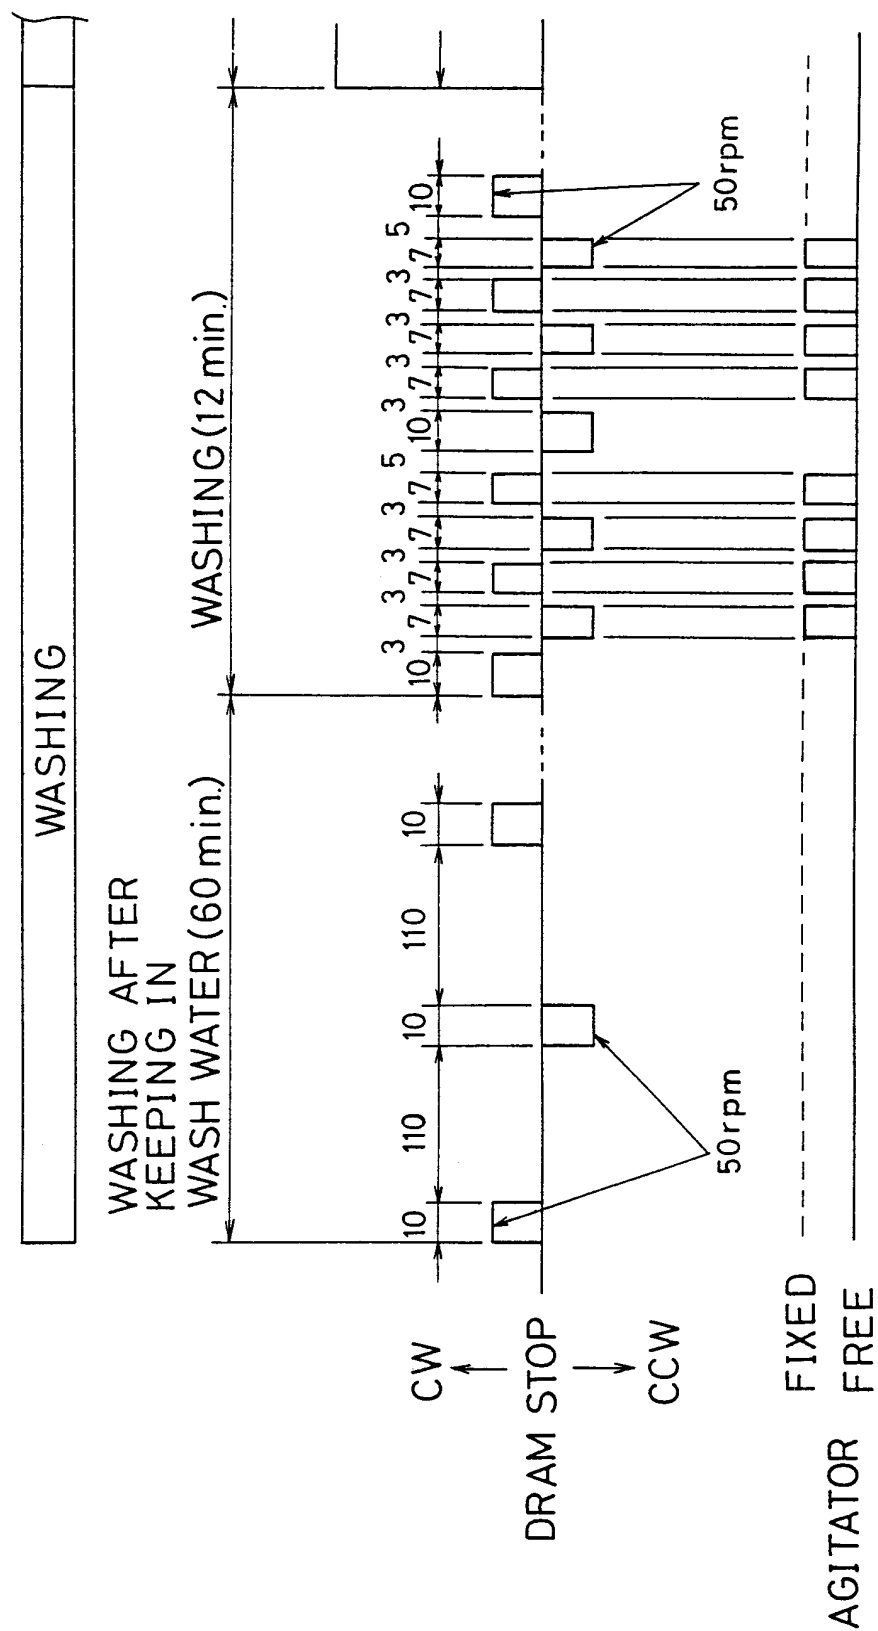 WASHING
WASHING AFTER
KEEPING IN
WASH WATER (60 min.)
WASHING (12 min.)
CW
10 110 10 110 10 10 3 7 3 7 3 7 3 7 5 10 3 7 3 7 3 7 3 7 5 10
DRAM STOP
CCW
50rpm
50rpm
FIXED
AGITATOR FREE